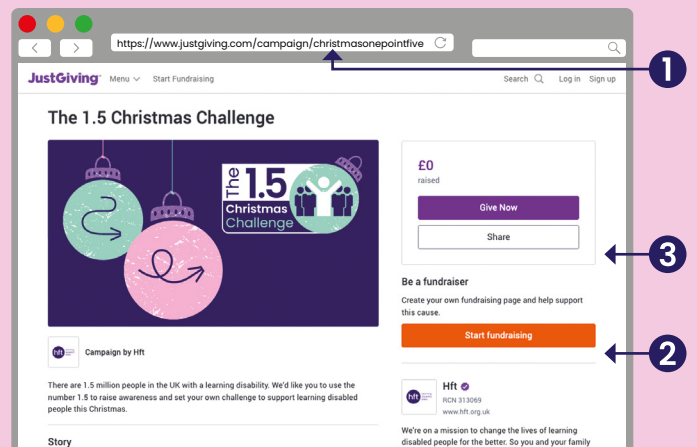 https://www.justgiving.com/campaign/christmasonepointfive
1
JustGiving™ Menu Start Fundraising Search Log in Sign up
The 1.5 Christmas Challenge
The 1.5
Christmas
Challenge
£0
raised
Give Now
Share
3
Be a fundraiser
Create your own fundraising page and help support
this cause.
Start fundraising
2
hft
Campaign by Hft
There are 1.5 million people in the UK with a learning disability. We'd like you to use the
number 1.5 to raise awareness and set your own challenge to support learning disabled
people this Christmas.
Story
hft
Hft
RCN 313069
www.hft.org.uk
We're on a mission to change the lives of learning
disabled people for the better. So you and your family